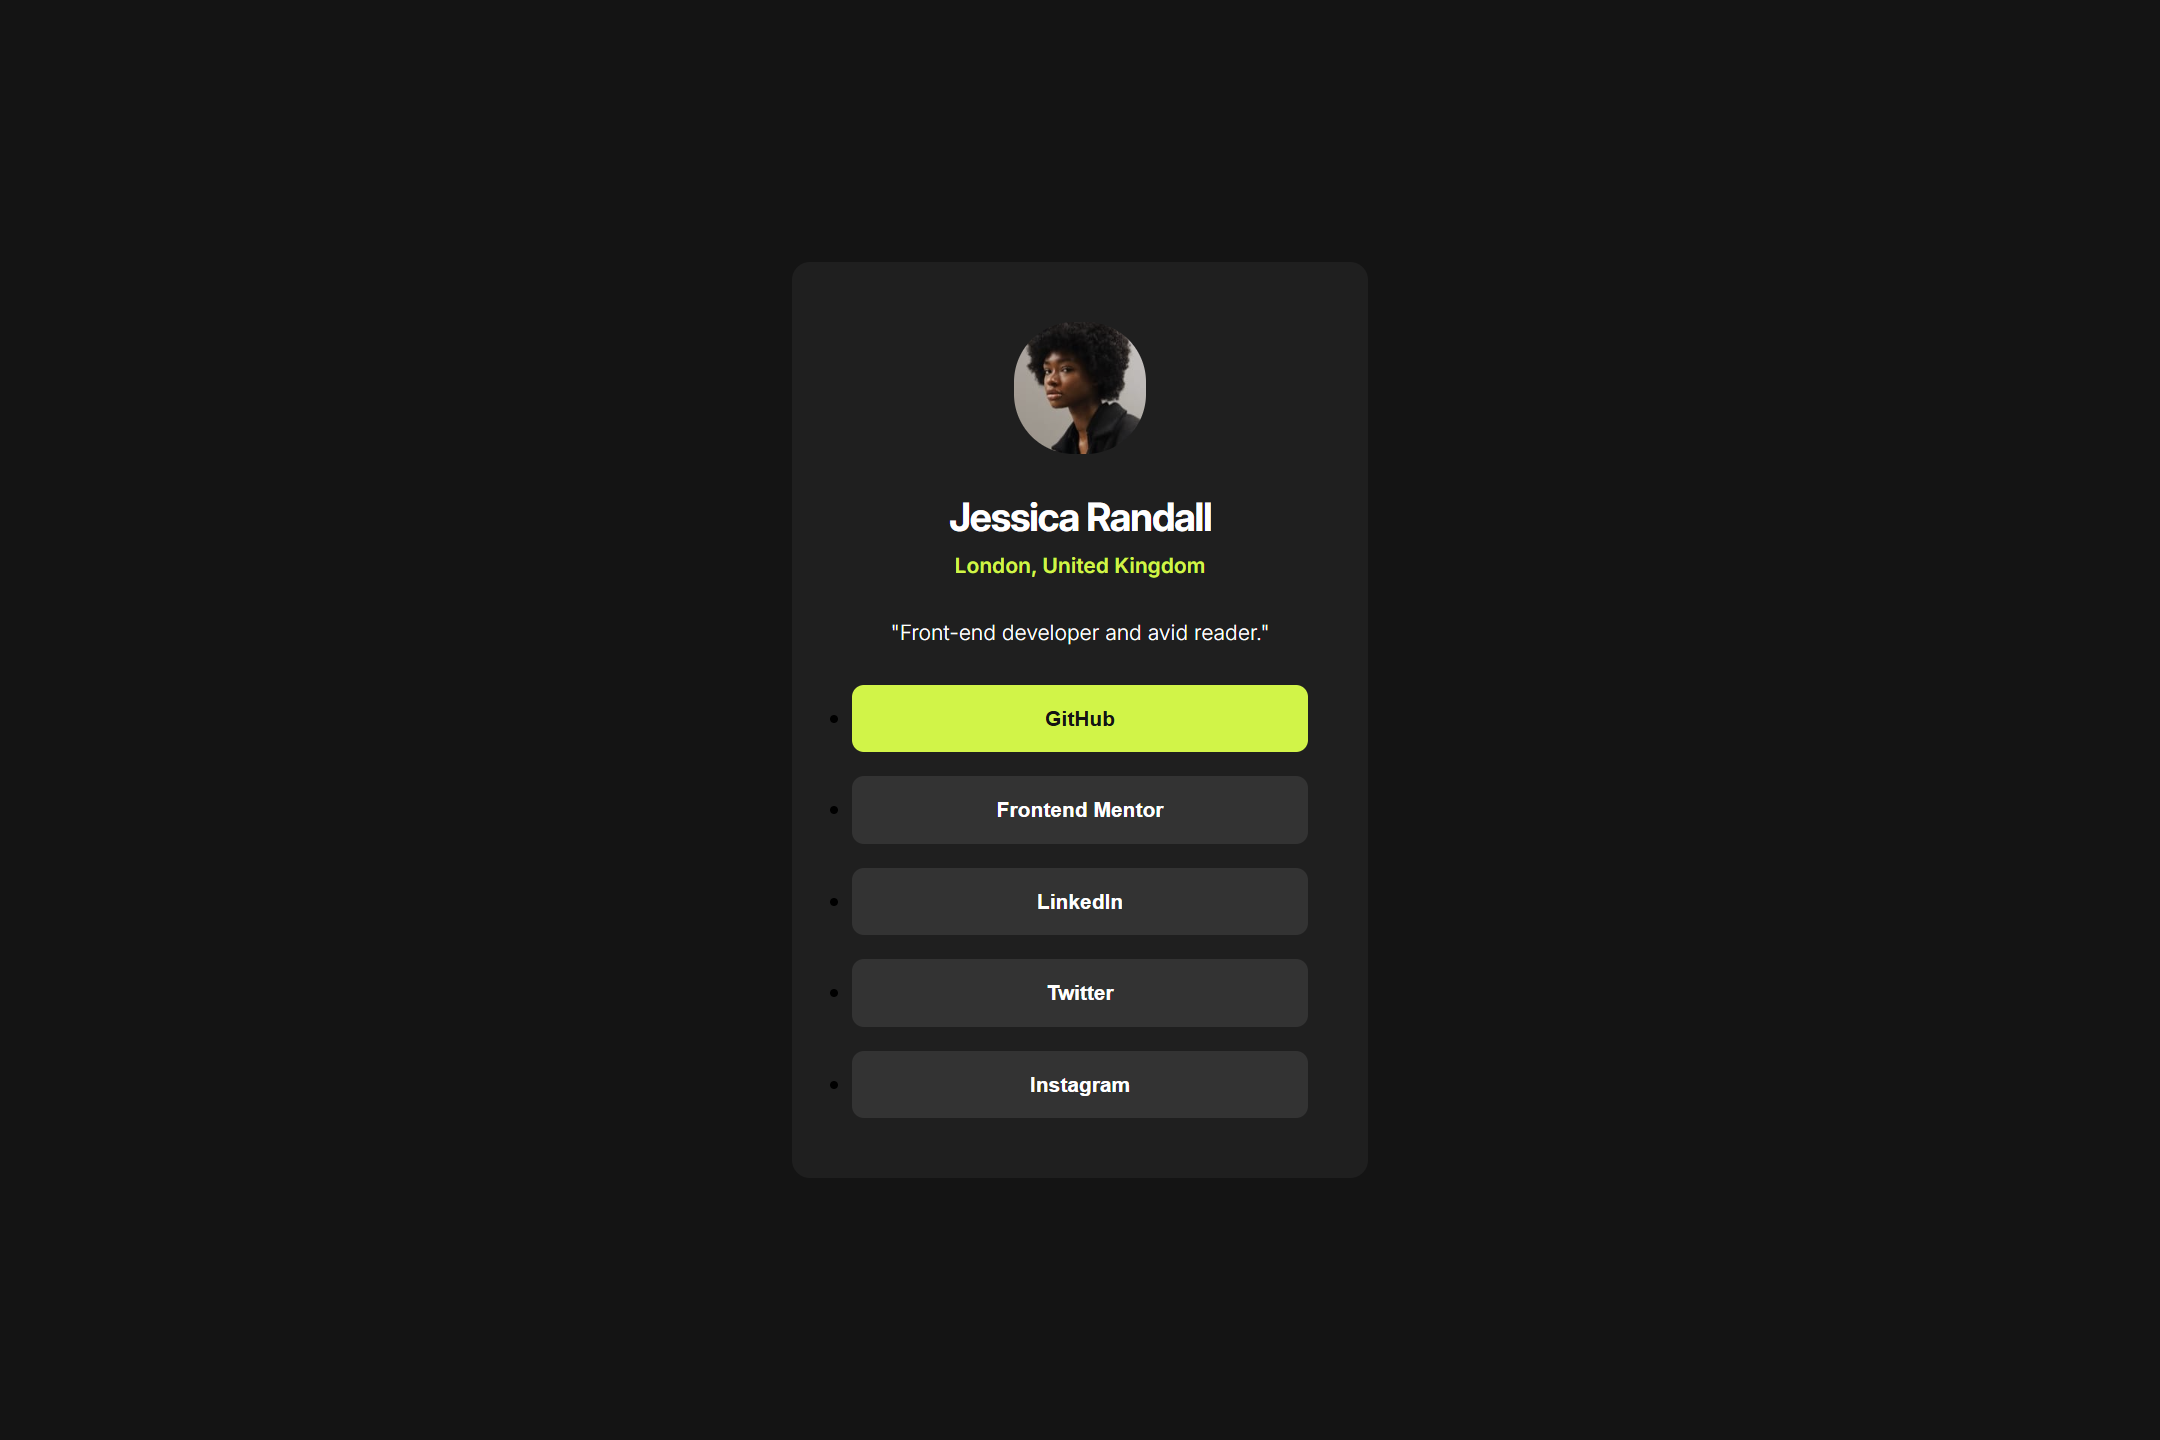 Jessica Randall
London, United Kingdom
"Front-end developer and avid reader."
GitHub
Frontend Mentor
LinkedIn
Twitter
Instagram